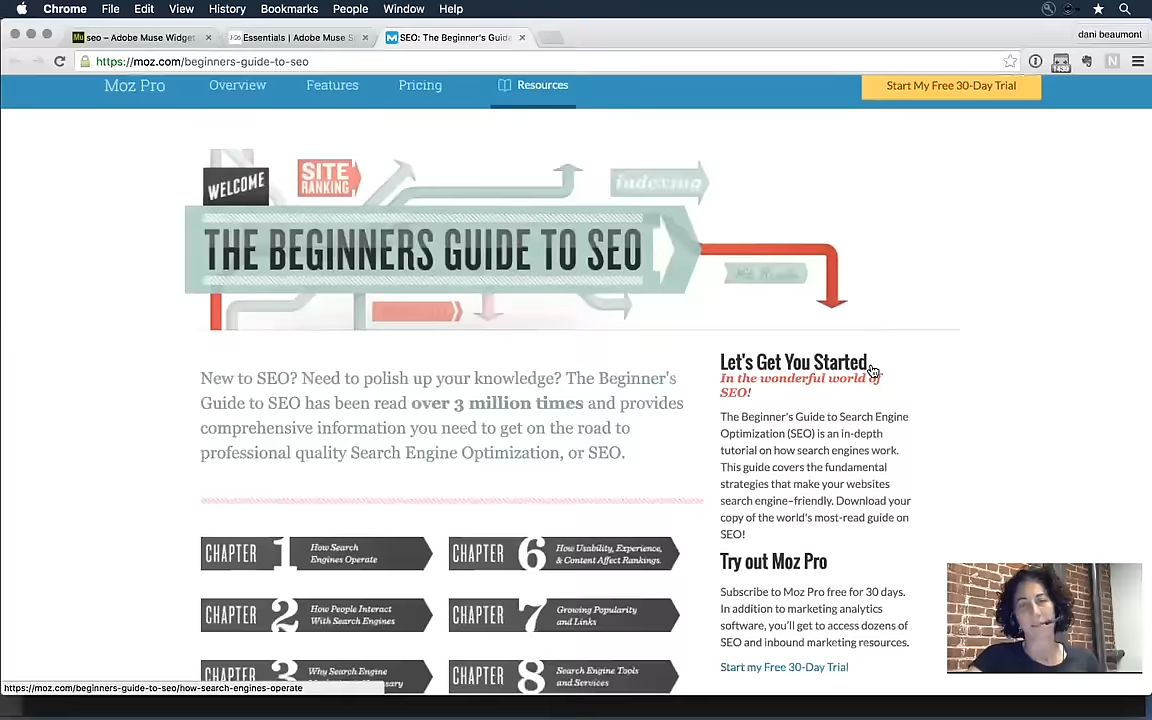 Chrome File Edit View History Bookmarks People Window Help
seo – Adobe Muse Widget
Essentials | Adobe Muse S
SEO: The Beginner's Guide
dani beaumont
https://moz.com/beginners-guide-to-seo
Moz Pro Overview Features Pricing Resources
Start My Free 30-Day Trial
WELCOME
SITE
RANKING
indexing
THE BEGINNERS GUIDE TO SEO
New to SEO? Need to polish up your knowledge? The Beginner's
Guide to SEO has been read over 3 million times and provides
comprehensive information you need to get on the road to
professional quality Search Engine Optimization, or SEO.
CHAPTER 1 How Search
Engines Operate
CHAPTER 6 How Usability, Experience,
& Content Affect Rankings
CHAPTER 2 How People Interact
With Search Engines
CHAPTER 7 Growing Popularity
and Links
CHAPTER 3 Why Search Engine
CHAPTER 8 Search Engine Tools
and Services
Let's Get You Started
In the wonderful world of
SEO!
The Beginner's Guide to Search Engine
Optimization (SEO) is an in-depth
tutorial on how search engines work.
This guide covers the fundamental
strategies that make your websites
search engine–friendly. Download your
copy of the world's most-read guide on
SEO!
Try out Moz Pro
Subscribe to Moz Pro free for 30 days.
In addition to marketing analytics
software, you'll get to access dozens of
SEO and inbound marketing resources.
Start my Free 30-Day Trial
https://moz.com/beginners-guide-to-seo/how-search-engines-operate